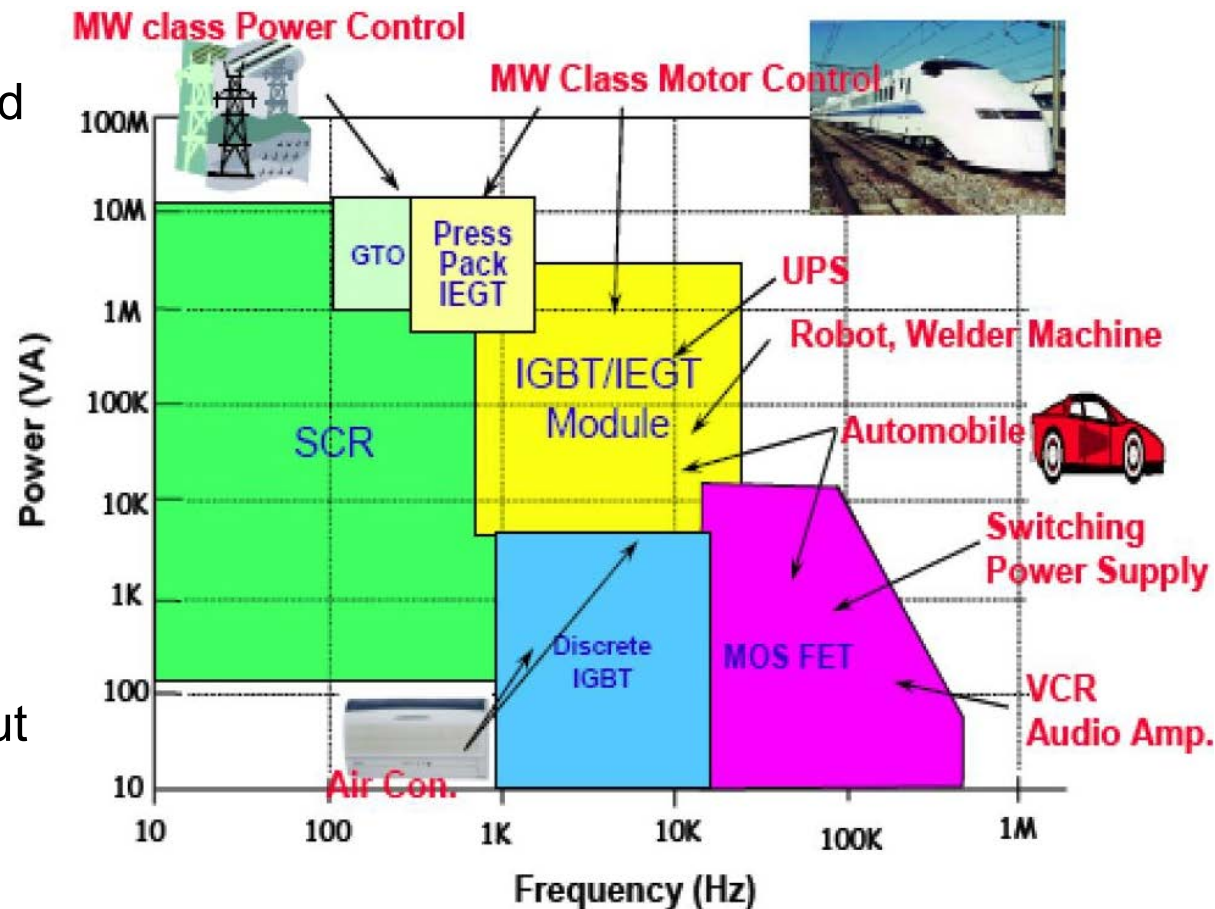 MW class Power Control
MW Class Motor Control
d
100M
10M
1M
100K
10K
1K
100
10
Power (VA)
GTO
Press
Pack
IEGT
UPS
Robot, Welder Machine
IGBT/IEGT
Module
SCR
Automobile
Switching
Power Supply
Discrete
IGBT
MOS FET
VCR
Audio Amp.
ut
Air Con.
10
100
1K
10K
100K
1M
Frequency (Hz)